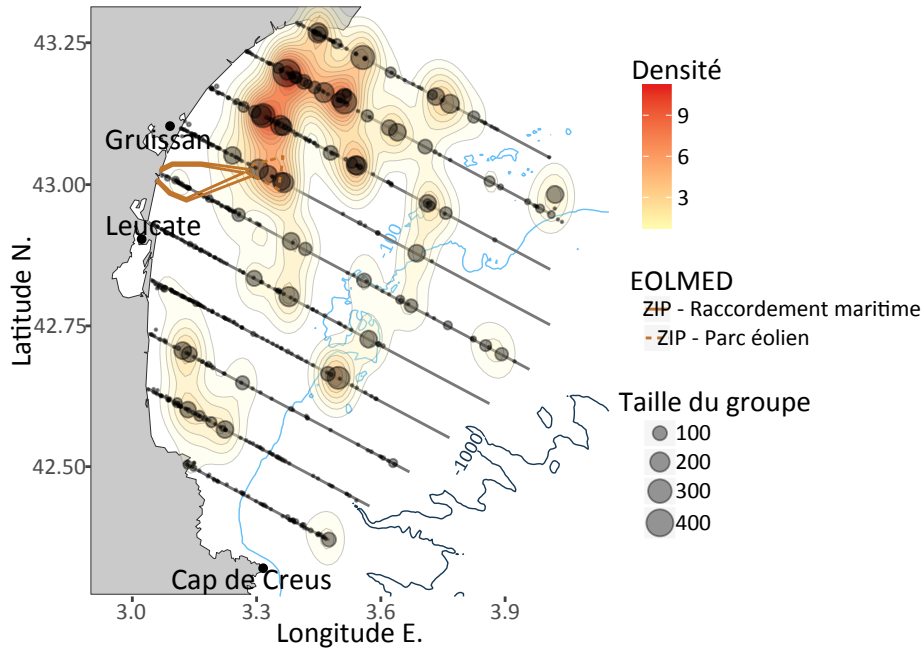 43.25
43.00
42.75
42.50
Latitude N.
3.0
3.3
3.6
3.9
Longitude E.
Gruissan
Leucate
Cap de Creus
-100
-1000
Densité
9
6
3
EOLMED
ZIP - Raccordement maritime
ZIP - Parc éolien
Taille du groupe
100
200
300
400